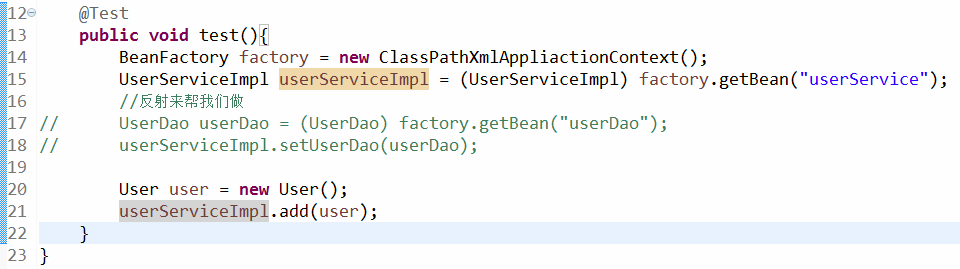 12 @Test
13 public void test(){
14 BeanFactory factory = new ClassPathXmlAppliactionContext();
15 UserServiceImpl userServiceImpl = (UserServiceImpl) factory.getBean("userService");
16 //反射来帮我们做
17 // UserDao userDao = (UserDao) factory.getBean("userDao");
18 // userServiceImpl.setUserDao(userDao);
19
20 User user = new User();
21 userServiceImpl.add(user);
22 }
23 }